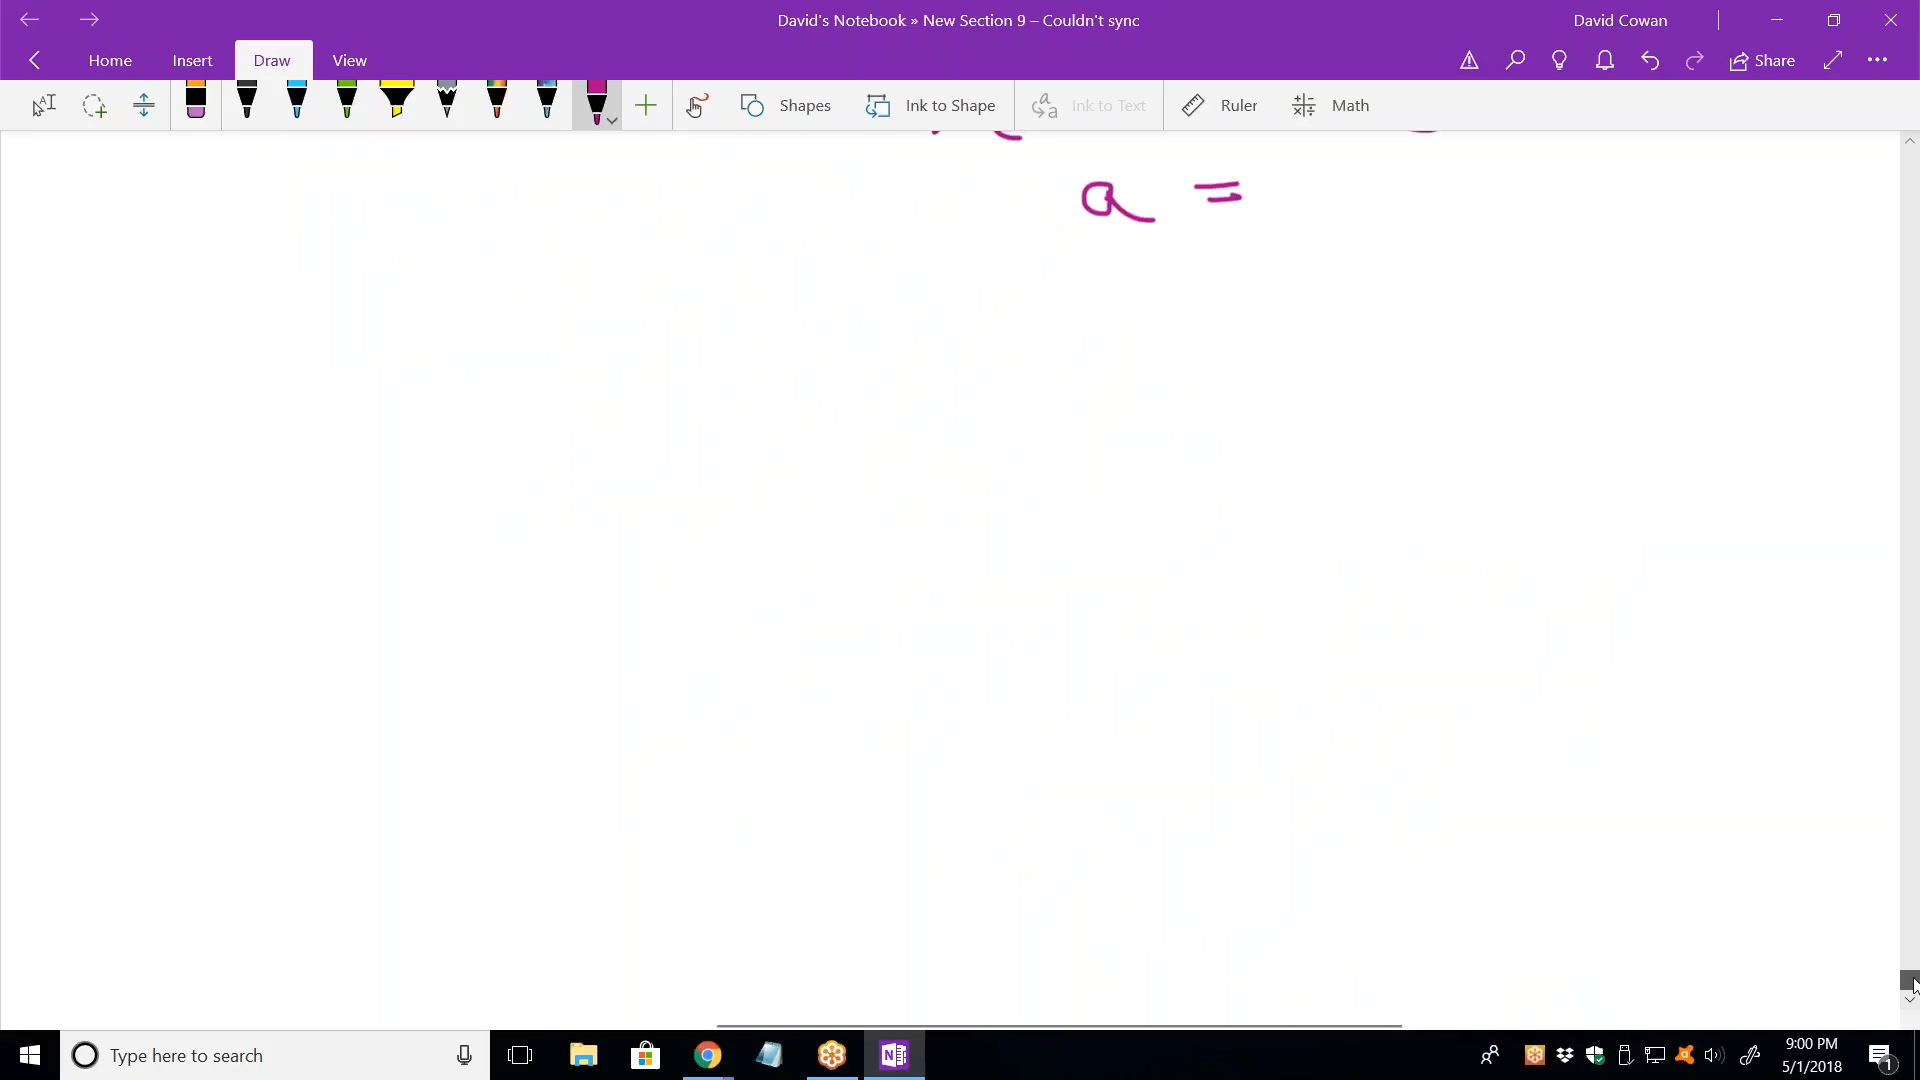 David's Notebook » New Section 9 – Couldn't sync
David Cowan
Home Insert Draw View
Share
Shapes Ink to Shape Ink to Text Ruler Math
a =
Type here to search
9:00 PM
5/1/2018
1